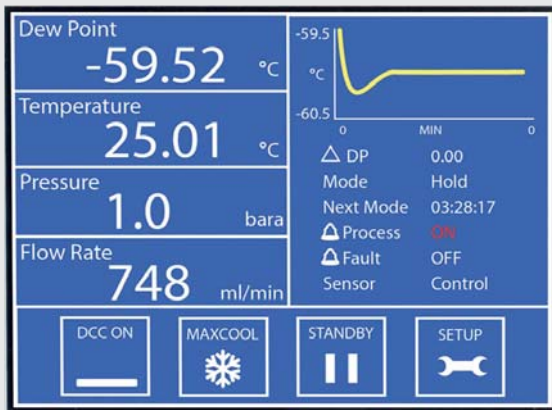 Dew Point
-59.52 °C
Temperature
25.01 °C
Pressure
1.0 bara
Flow Rate
748 ml/min
-59.5
°C
-60.5
0 MIN 0
△ DP 0.00
Mode Hold
Next Mode 03:28:17
Process ON
Fault OFF
Sensor Control
DCC ON
MAXCOOL
STANDBY
SETUP